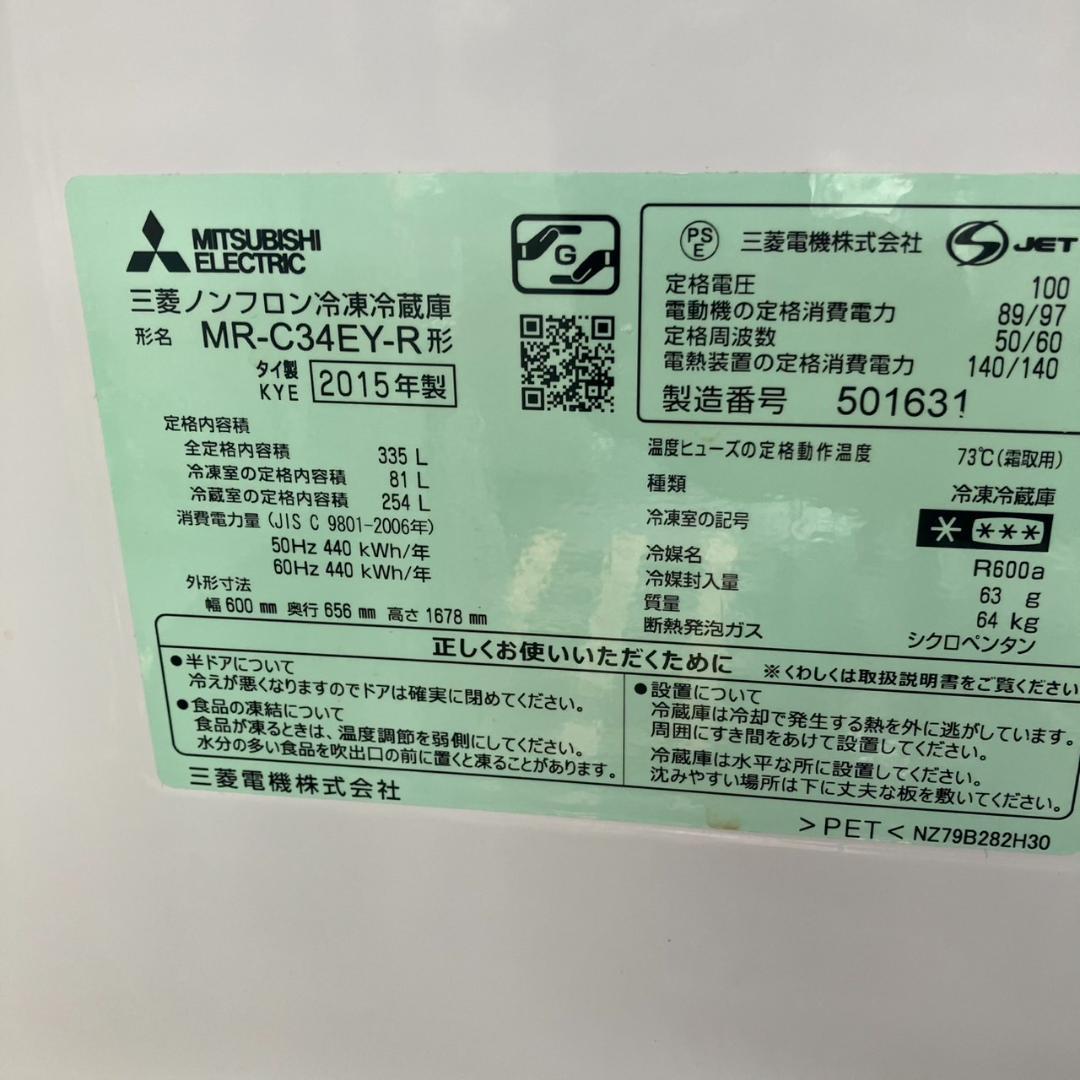 MITSUBISHI
ELECTRIC
三菱ノンフロン冷凍冷蔵庫
形名 MR-C34EY-R形
タイ製
KYE 2015年製
G
PS
E
三菱電機株式会社 JET
定格電圧 100
電動機の定格消費電力 89/97
定格周波数 50/60
電熱装置の定格消費電力 140/140
製造番号 501631
定格内容積
全定格内容積 335 L
冷凍室の定格内容積 81 L
冷蔵室の定格内容積 254 L
消費電力量 (JIS C 9801-2006年)
50Hz 440 kWh/年
60Hz 440 kWh/年
外形寸法
幅 600 mm 奥行 656 mm 高さ 1678 mm
温度ヒューズの定格動作温度 73℃(霜取用)
種類 冷凍冷蔵庫
冷凍室の記号 * ***
冷媒名 R600a
冷媒封入量 63 g
質量 64 kg
断熱発泡ガス シクロペンタン
正しくお使いいただくために ※くわしくは取扱説明書をご覧ください
●半ドアについて
冷えが悪くなりますのでドアは確実に閉めてください。
●食品の凍結について
食品が凍るときは、温度調節を弱側にしてください。
水分の多い食品を吹出口の前に置くと凍ることがあります。
●設置について
冷蔵庫は冷却で発生する熱を外に逃がしています。
周囲にすき間をあけて設置してください。
冷蔵庫は水平な所に設置してください。
沈みやすい場所は下に丈夫な板を敷いてください。
三菱電機株式会社
>PET< NZ79B282H30